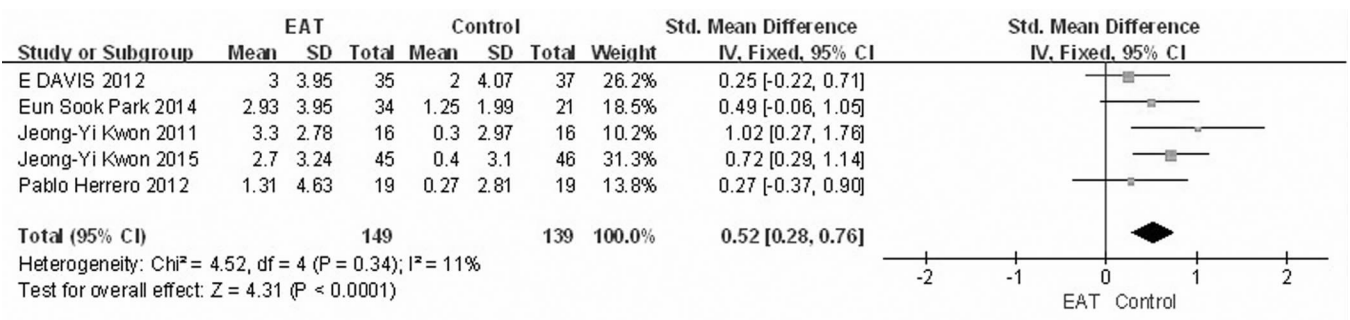 EAT Control Std. Mean Difference Std. Mean Difference
Study or Subgroup Mean SD Total Mean SD Total Weight IV, Fixed, 95% CI IV, Fixed, 95% CI
E DAVIS 2012 3 3.95 35 2 4.07 37 26.2% 0.25 [-0.22, 0.71]
Eun Sook Park 2014 2.93 3.95 34 1.25 1.99 21 18.5% 0.49 [-0.06, 1.05]
Jeong-Yi Kwon 2011 3.3 2.78 16 0.3 2.97 16 10.2% 1.02 [0.27, 1.76]
Jeong-Yi Kwon 2015 2.7 3.24 45 0.4 3.1 46 31.3% 0.72 [0.29, 1.14]
Pablo Herrero 2012 1.31 4.63 19 0.27 2.81 19 13.8% 0.27 [-0.37, 0.90]
Total (95% CI) 149 139 100.0% 0.52 [0.28, 0.76]
Heterogeneity: Chi² = 4.52, df = 4 (P = 0.34); I² = 11%
Test for overall effect: Z = 4.31 (P < 0.0001)
-2 -1 0 1 2
EAT Control